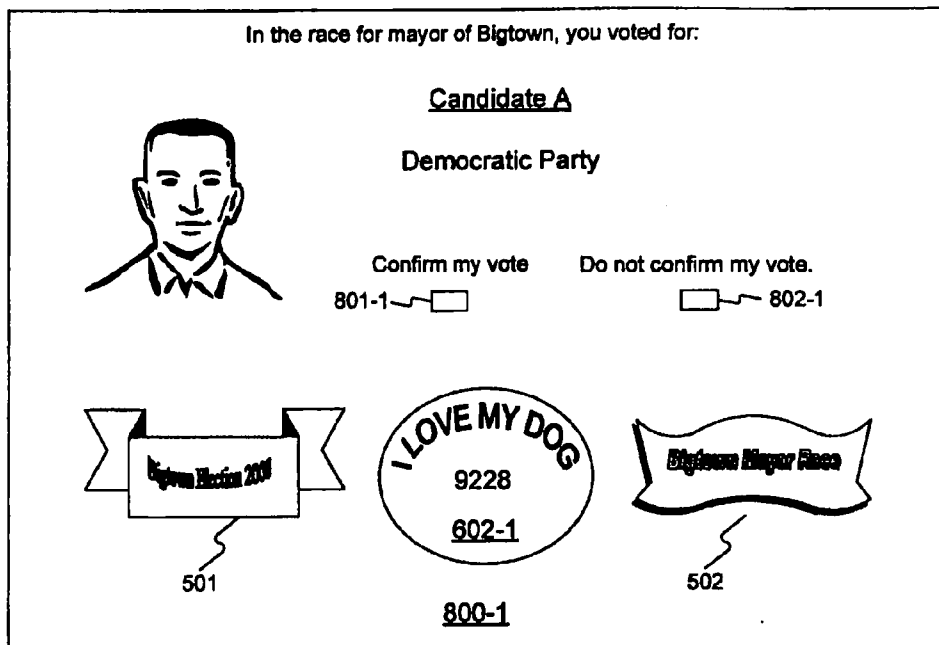 In the race for mayor of Bigtown, you voted for:
Candidate A
Democratic Party
Confirm my vote Do not confirm my vote.
801-1 802-1
I LOVE MY DOG
Bigtown Election Bigtown Mayor Race
9228
602-1
501 502
800-1